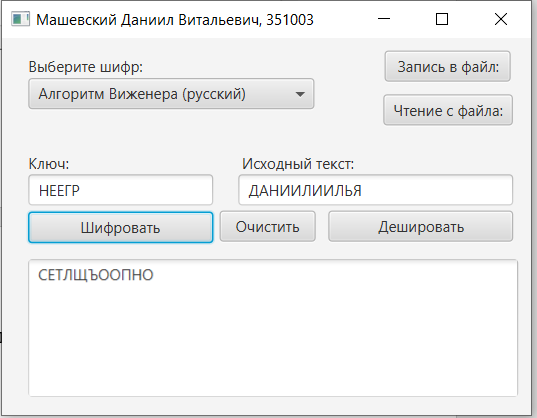 Машевский Даниил Витальевич, 351003
Выберите шифр:
Алгоритм Виженера (русский)
Запись в файл:
Чтение с файла:
Ключ:
Исходный текст:
НЕЕГР
ДАНИИЛИИЛЬЯ
Шифровать
Очистить
Дешировать
СЕТЛЩЪООПНО